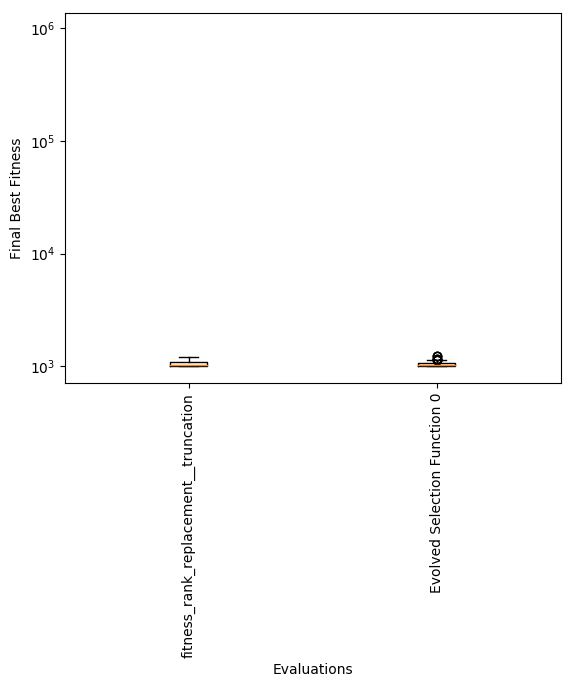 10^6
10^5
10^4
10^3
Final Best Fitness
fitness_rank_replacement__truncation
Evolved Selection Function 0
Evaluations